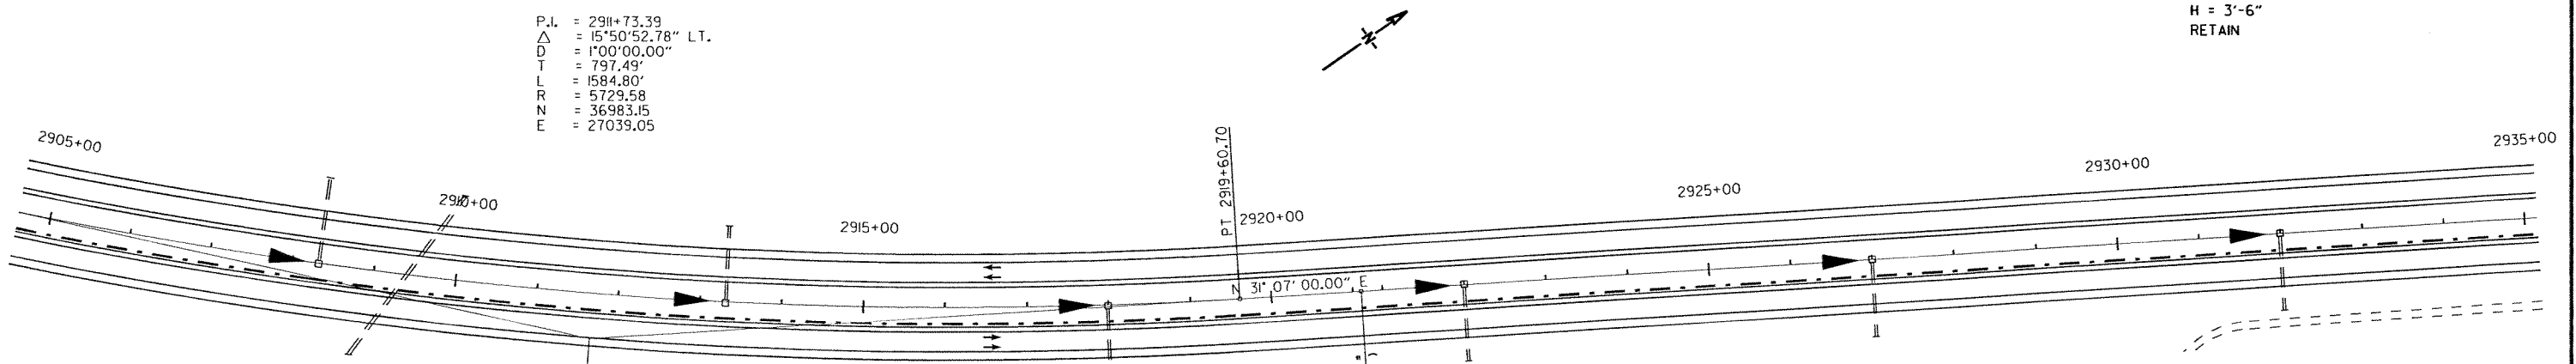 P.I. = 2911+73.39
△ = 15°50'52.78" LT.
D = 1°00'00.00"
T = 797.49'
L = 1584.80'
R = 5729.58
N = 36983.15
E = 27039.05
N
H = 3'-6"
RETAIN
2905+00
2910+00
2915+00
PT 2919+60.70
2920+00
2925+00
2930+00
2935+00
N 31° 07' 00.00" E